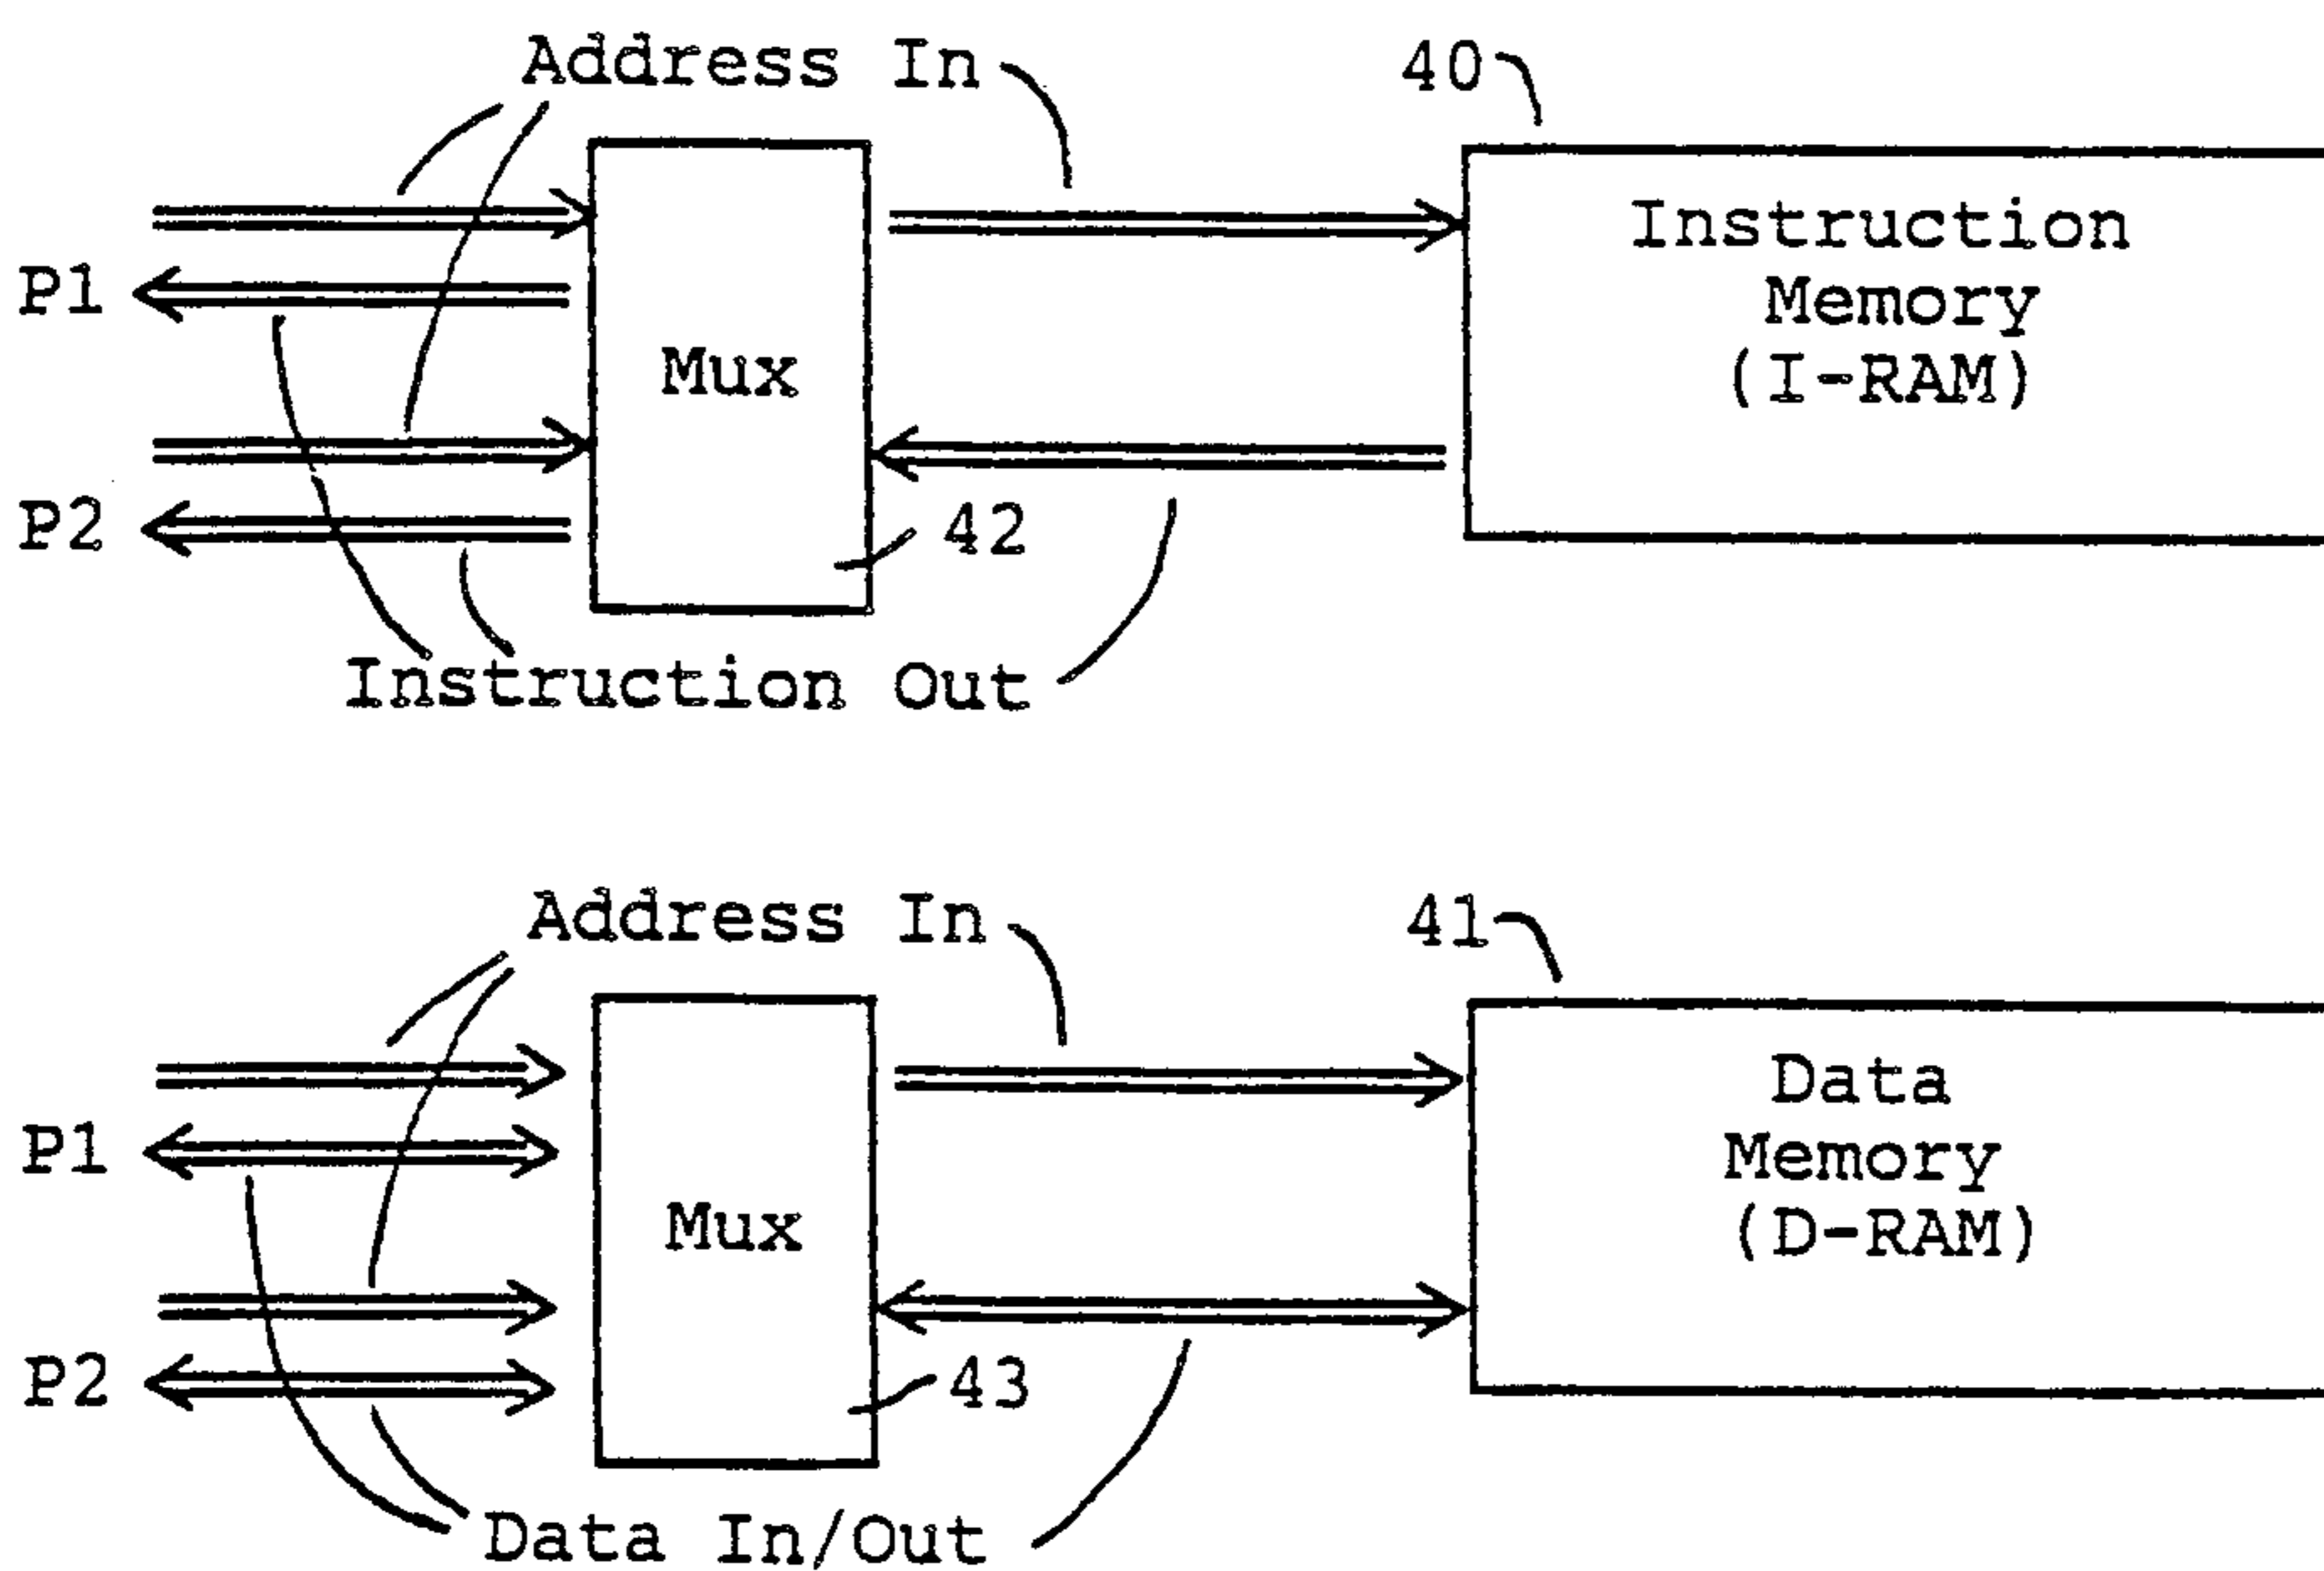 Address In
40
Instruction
Memory
(I-RAM)
P1
Mux
P2
42
Instruction Out
Address In
41
Data
Memory
(D-RAM)
P1
Mux
P2
43
Data In/Out